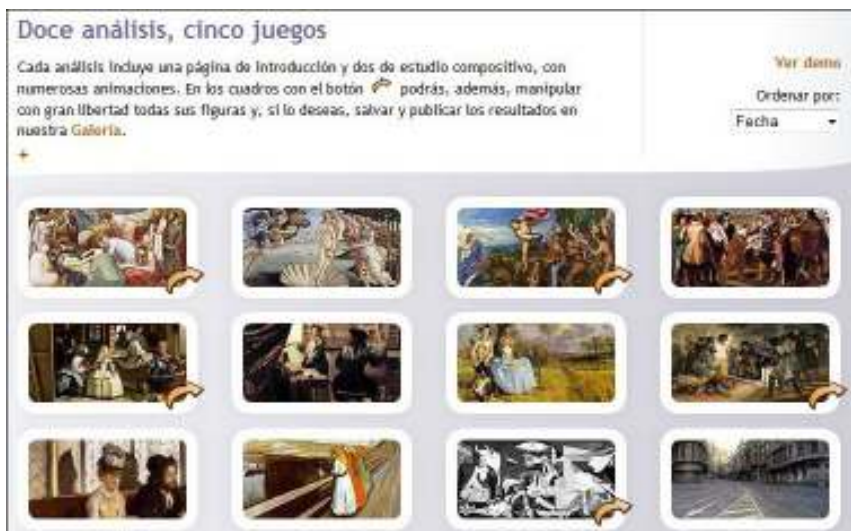 Doce análisis, cinco juegos
Cada análisis incluye una página de introducción y dos de estudio compositivo, con
numerosas animaciones. En los cuadros con el botón podrás, además, manipular
con gran libertad todas sus figuras y, si lo deseas, salvar y publicar los resultados en
nuestra Galería.
+
Ver demo
Ordenar por:
Fecha